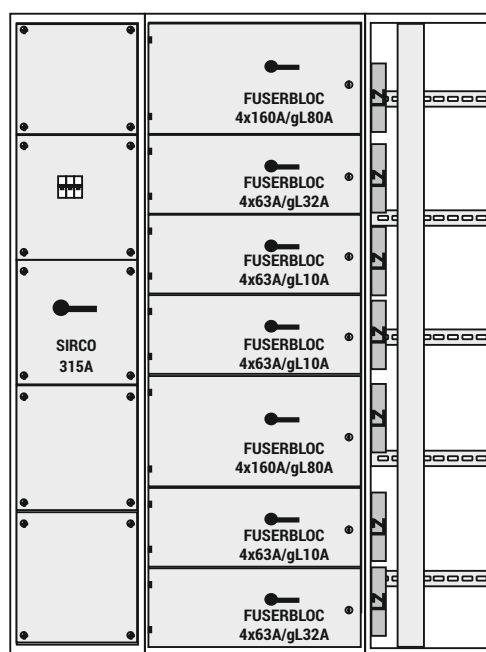 SIRCO
315A
FUSERBLOC
4x160A/gL80A
FUSERBLOC
4x63A/gL32A
FUSERBLOC
4x63A/gL10A
FUSERBLOC
4x63A/gL10A
FUSERBLOC
4x160A/gL80A
FUSERBLOC
4x63A/gL10A
FUSERBLOC
4x63A/gL32A